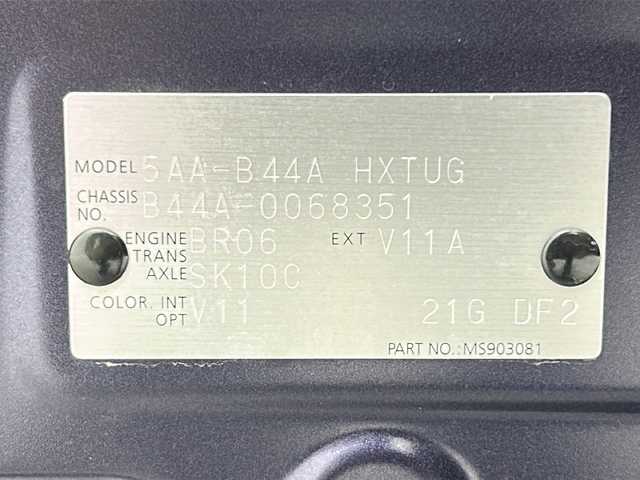 MODEL 5AA-B44A HXTUG
CHASSIS NO. B44A-0068351
ENGINE BR06 EXT V11A
TRANS AXLE SK10C
COLOR. INT OPT V11 21G DF2
PART NO.:MS903081